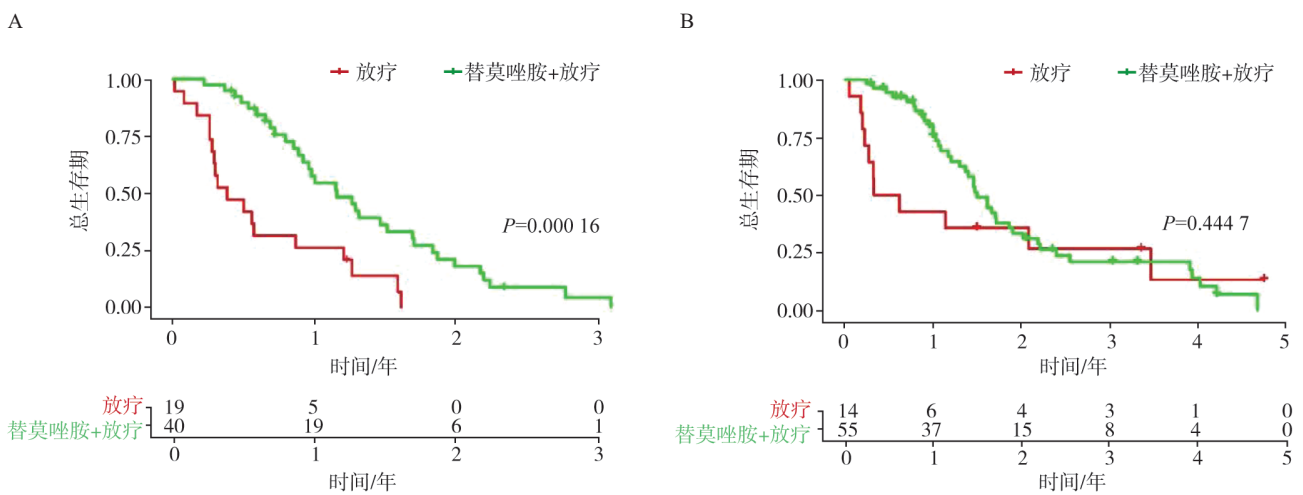 A
放疗
替莫唑胺+放疗
总生存期
1.00
0.75
0.50
0.25
0.00
P=0.000 16
0 1 2 3
时间/年
放疗 19 5 0 0
替莫唑胺+放疗 40 19 6 1
0 1 2 3
时间/年
B
放疗
替莫唑胺+放疗
总生存期
1.00
0.75
0.50
0.25
0.00
P=0.444 7
0 1 2 3 4 5
时间/年
放疗 14 6 4 3 1 0
替莫唑胺+放疗 55 37 15 8 4 0
0 1 2 3 4 5
时间/年